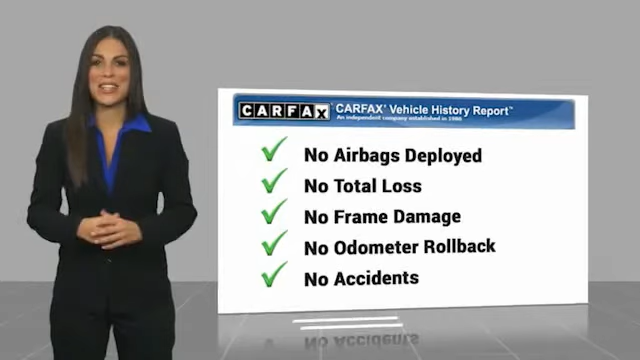 CARFAX CARFAX® Vehicle History Report™
An independent company established in 1986
No Airbags Deployed
No Total Loss
No Frame Damage
No Odometer Rollback
No Accidents